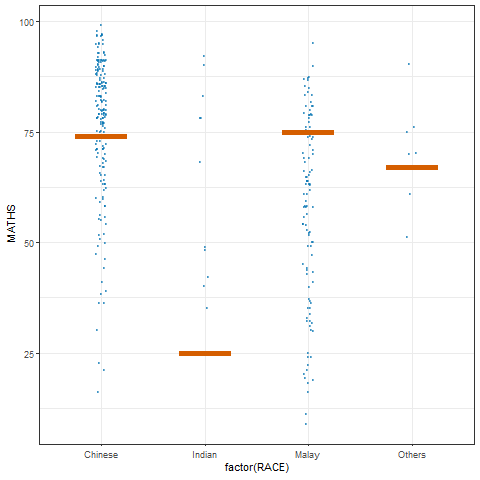 100
75
50
25
MATHS
Chinese
Indian
Malay
Others
factor(RACE)